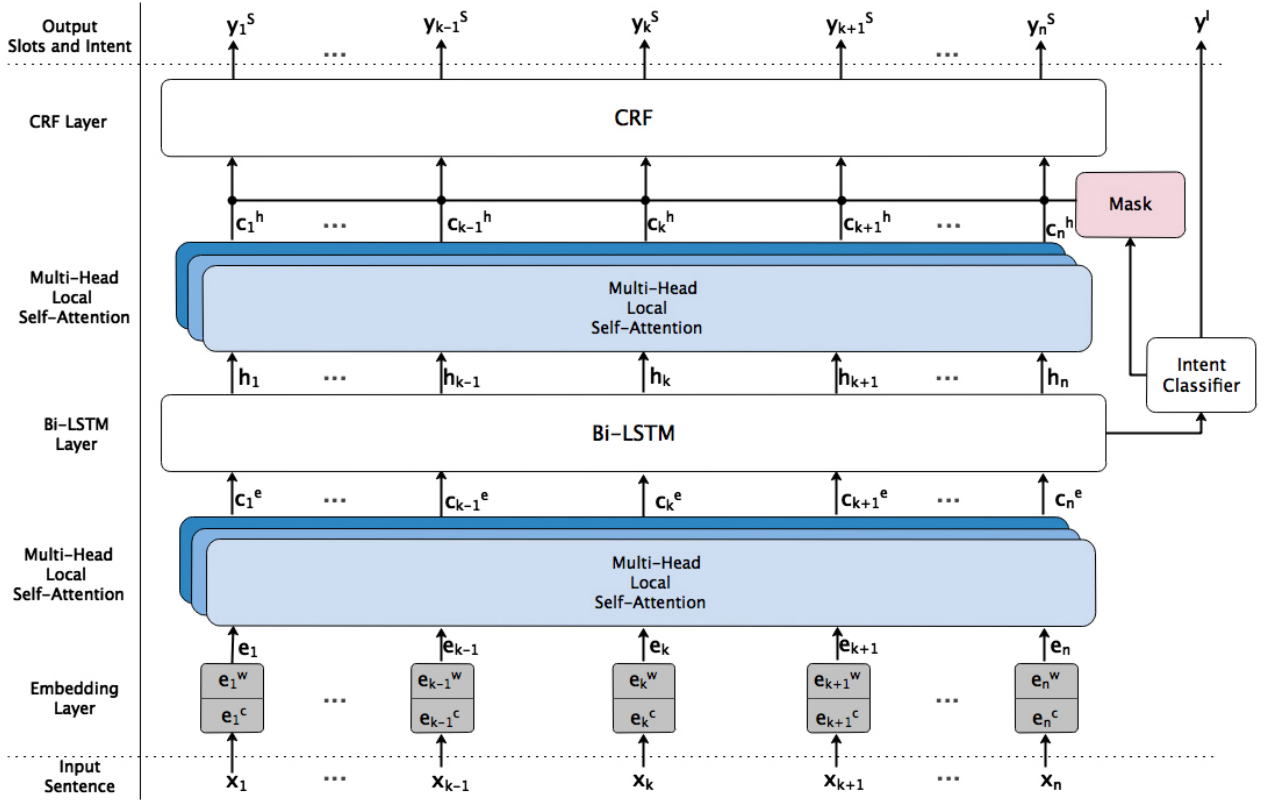 Output
Slots and Intent
y₁ˢ
...
yₖ₋₁ˢ
yₖˢ
yₖ₊₁ˢ
...
yₙˢ
yᴵ
CRF Layer
CRF
Mask
c₁ʰ
...
cₖ₋₁ʰ
cₖʰ
cₖ₊₁ʰ
...
cₙʰ
Multi-Head
Local
Self-Attention
Multi-Head
Local
Self-Attention
h₁
...
hₖ₋₁
hₖ
hₖ₊₁
...
hₙ
Intent
Classifier
Bi-LSTM
Layer
Bi-LSTM
c₁ᵉ
...
cₖ₋₁ᵉ
cₖᵉ
cₖ₊₁ᵉ
...
cₙᵉ
Multi-Head
Local
Self-Attention
Multi-Head
Local
Self-Attention
e₁
eₖ₋₁
eₖ
eₖ₊₁
eₙ
Embedding
Layer
e₁ʷ
eₖ₋₁ʷ
eₖʷ
eₖ₊₁ʷ
eₙʷ
...
...
e₁ᶜ
eₖ₋₁ᶜ
eₖᶜ
eₖ₊₁ᶜ
eₙᶜ
Input
Sentence
x₁
...
xₖ₋₁
xₖ
xₖ₊₁
...
xₙ